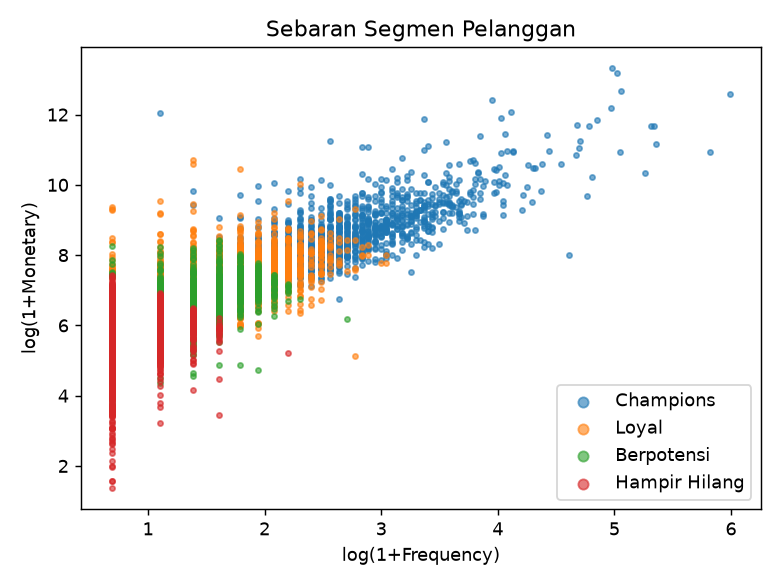 Sebaran Segmen Pelanggan
log(1+Monetary)
12
10
8
6
4
2
Champions
Loyal
Berpotensi
Hampir Hilang
1 2 3 4 5 6
log(1+Frequency)